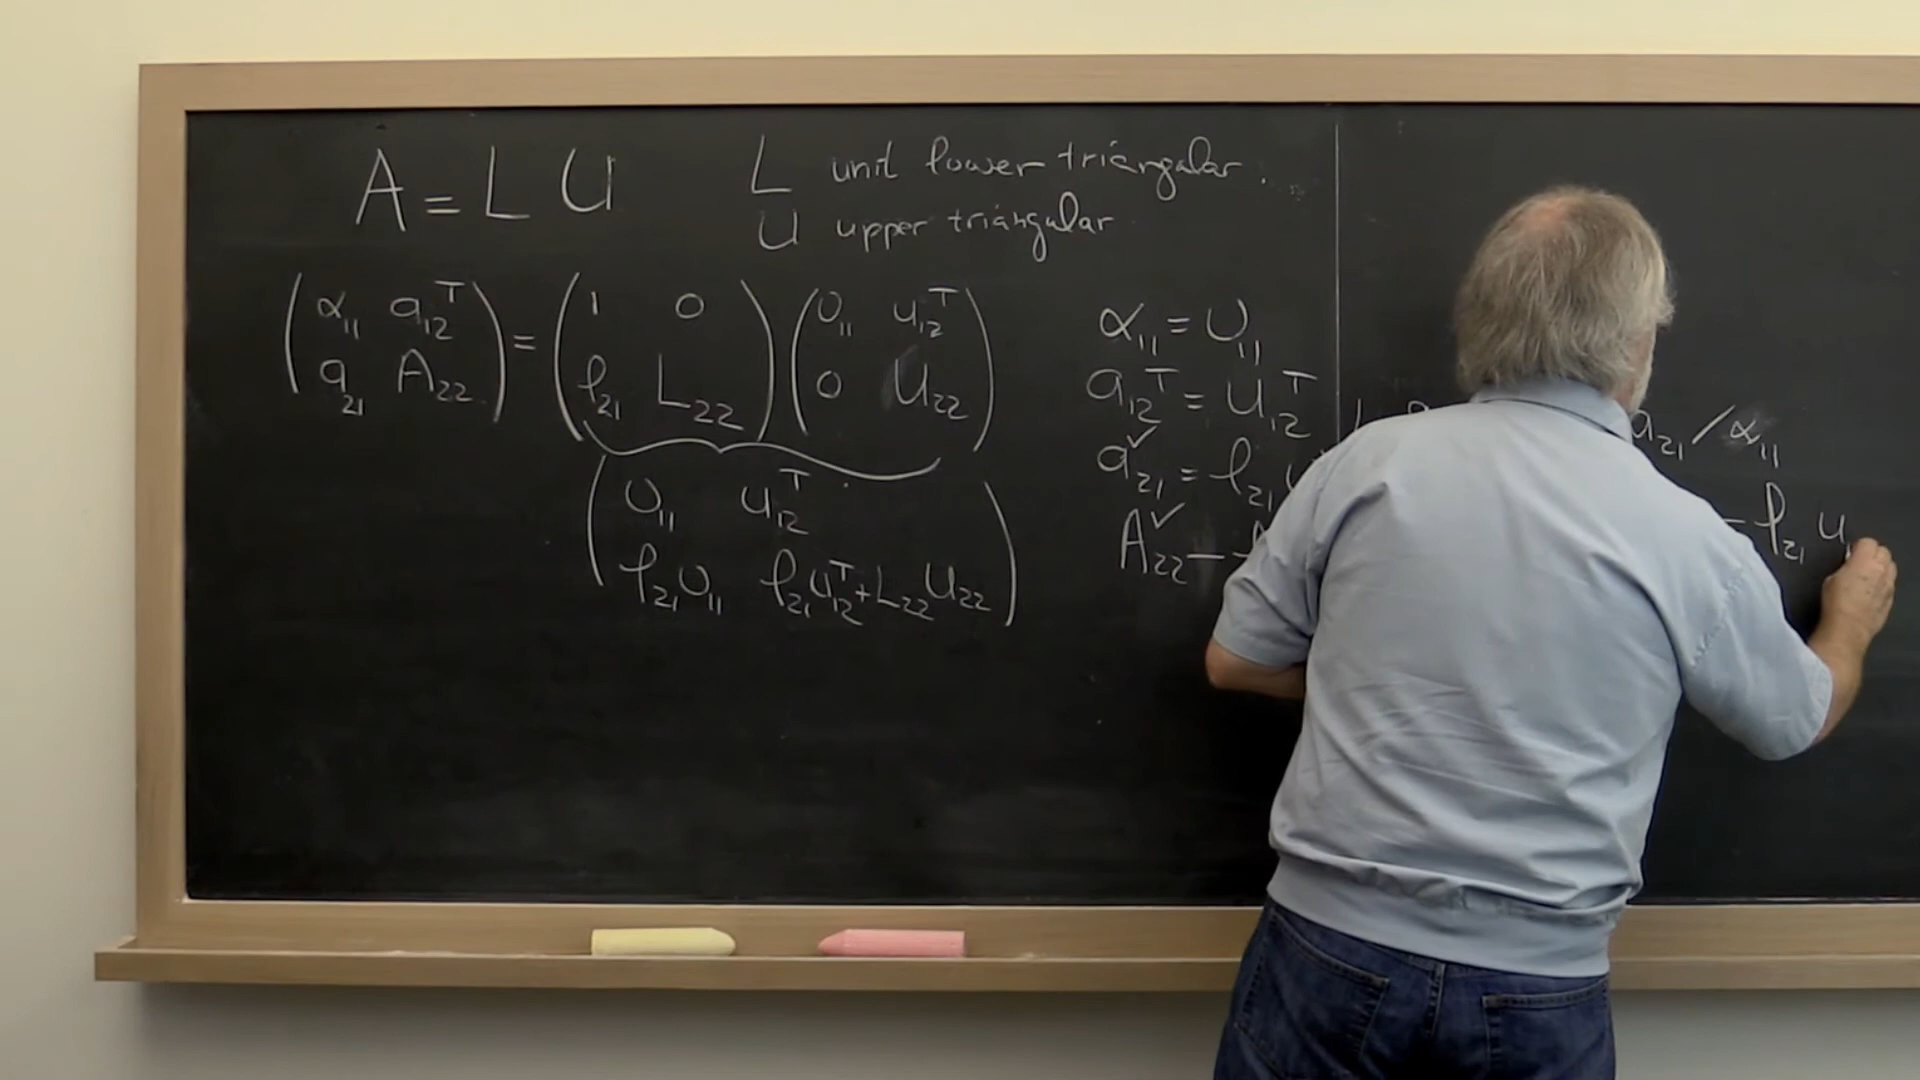 A = L U
L unit lower triangular.
U upper triangular
( α₁₁ a₁₂ᵀ ) = ( 1 0 ) ( υ₁₁ u₁₂ᵀ )
( a₂₁ A₂₂ ) ( ℓ₂₁ L₂₂ ) ( 0 U₂₂ )
( υ₁₁ u₁₂ᵀ )
( ℓ₂₁υ₁₁ ℓ₂₁u₁₂ᵀ + L₂₂U₂₂ )
α₁₁ = υ₁₁
a₁₂ᵀ = u₁₂ᵀ
a₂₁ ✓ = ℓ₂₁ a₂₁ / α₁₁
A₂₂ ✓ − − ℓ₂₁ u